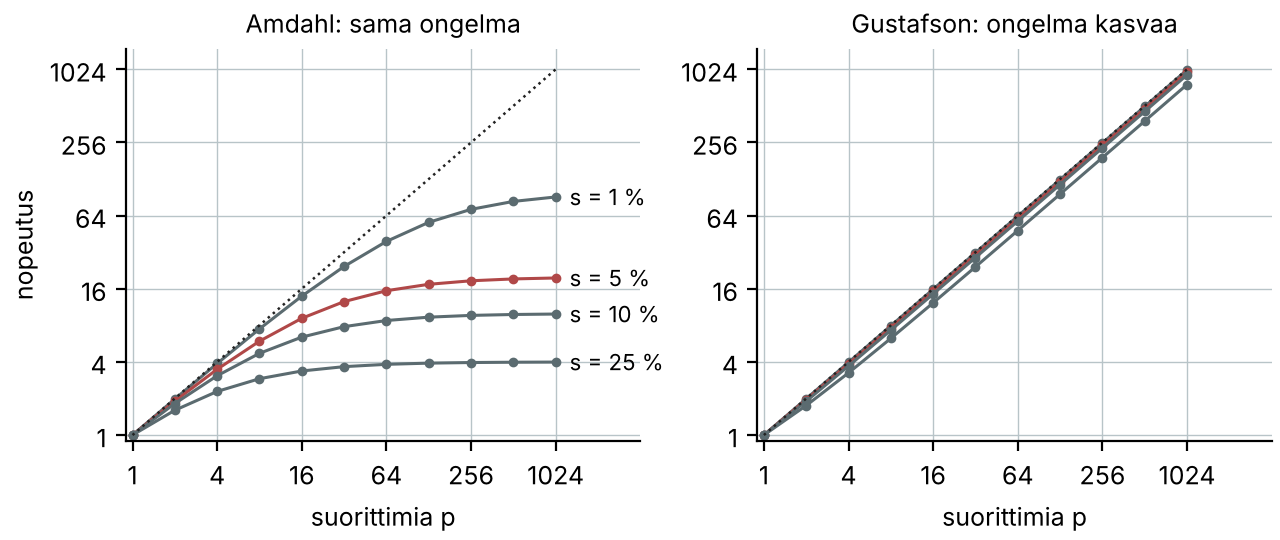 Amdahl: sama ongelma
nopeutus
1024
256
64
16
4
1
s = 1 %
s = 5 %
s = 10 %
s = 25 %
1 4 16 64 256 1024
suorittimia p
Gustafson: ongelma kasvaa
1024
256
64
16
4
1
1 4 16 64 256 1024
suorittimia p